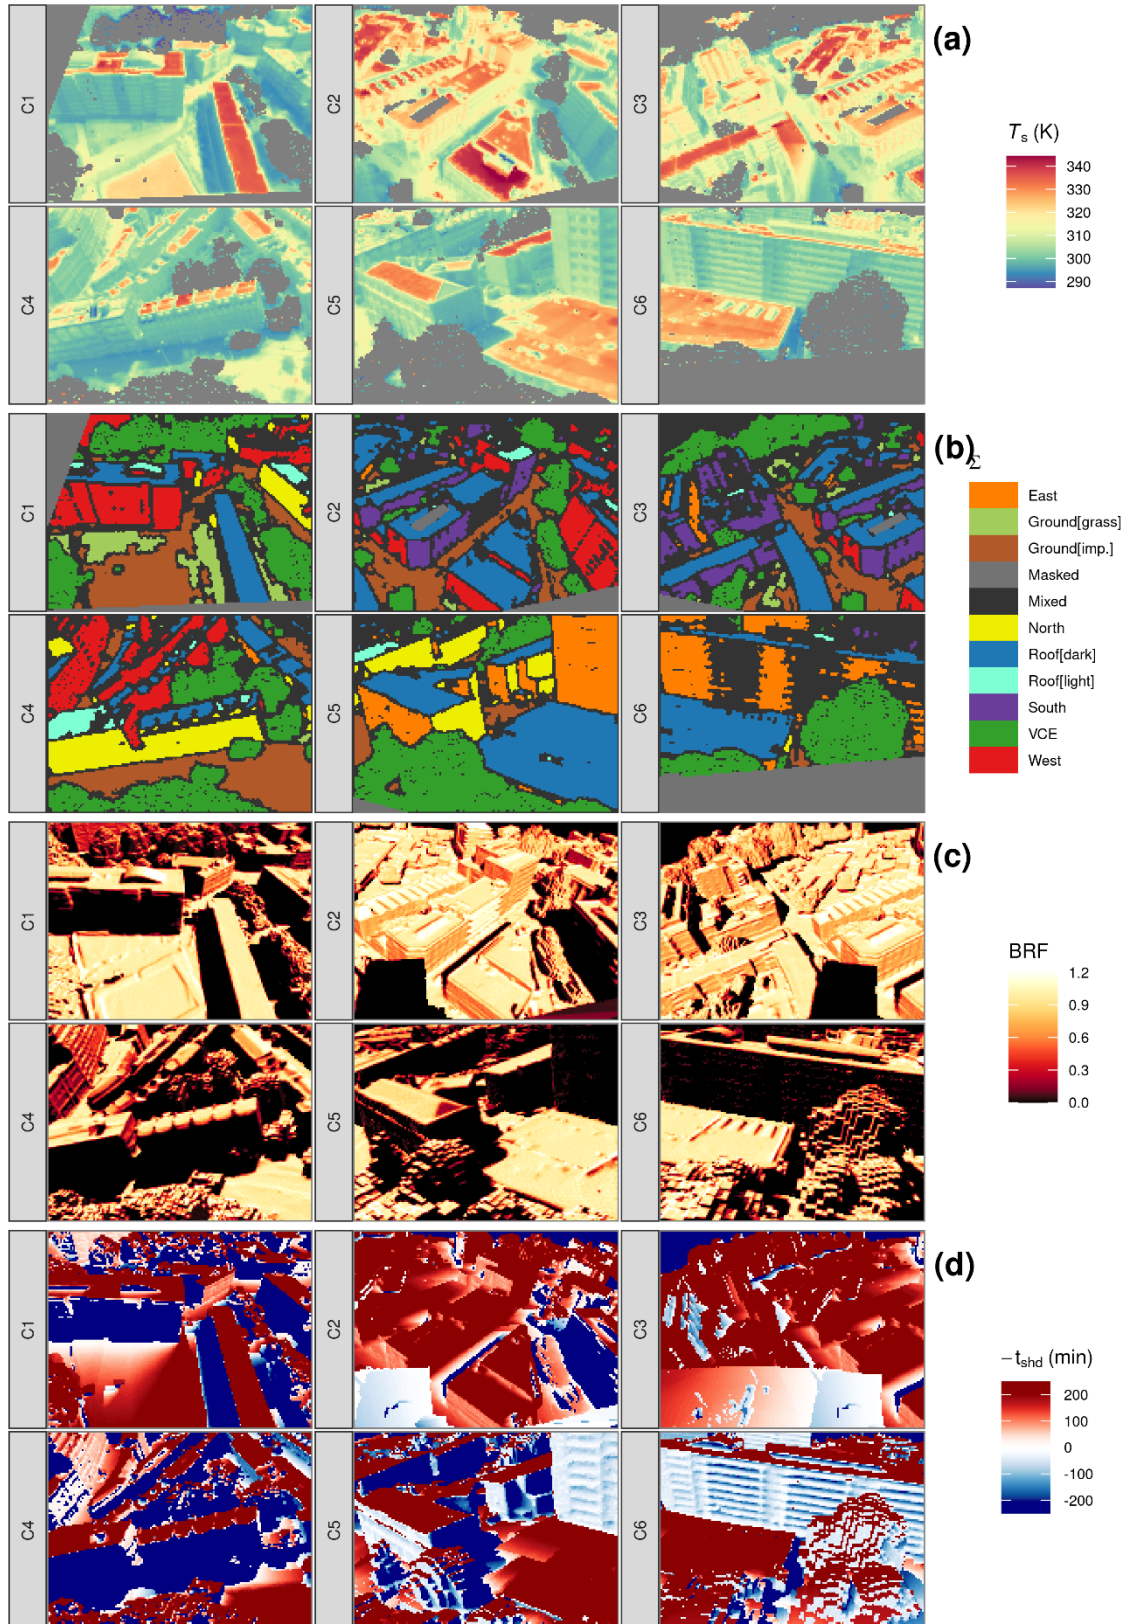 C1
C2
C3
(a)
T_s (K)
340
330
320
310
300
290
C4
C5
C6
C1
C2
C3
(b)
Σ
East
Ground[grass]
Ground[imp.]
Masked
Mixed
North
Roof[dark]
Roof[light]
South
VCE
West
C4
C5
C6
C1
C2
C3
(c)
BRF
1.2
0.9
0.6
0.3
0.0
C4
C5
C6
C1
C2
C3
(d)
−t_shd (min)
200
100
0
-100
-200
C4
C5
C6